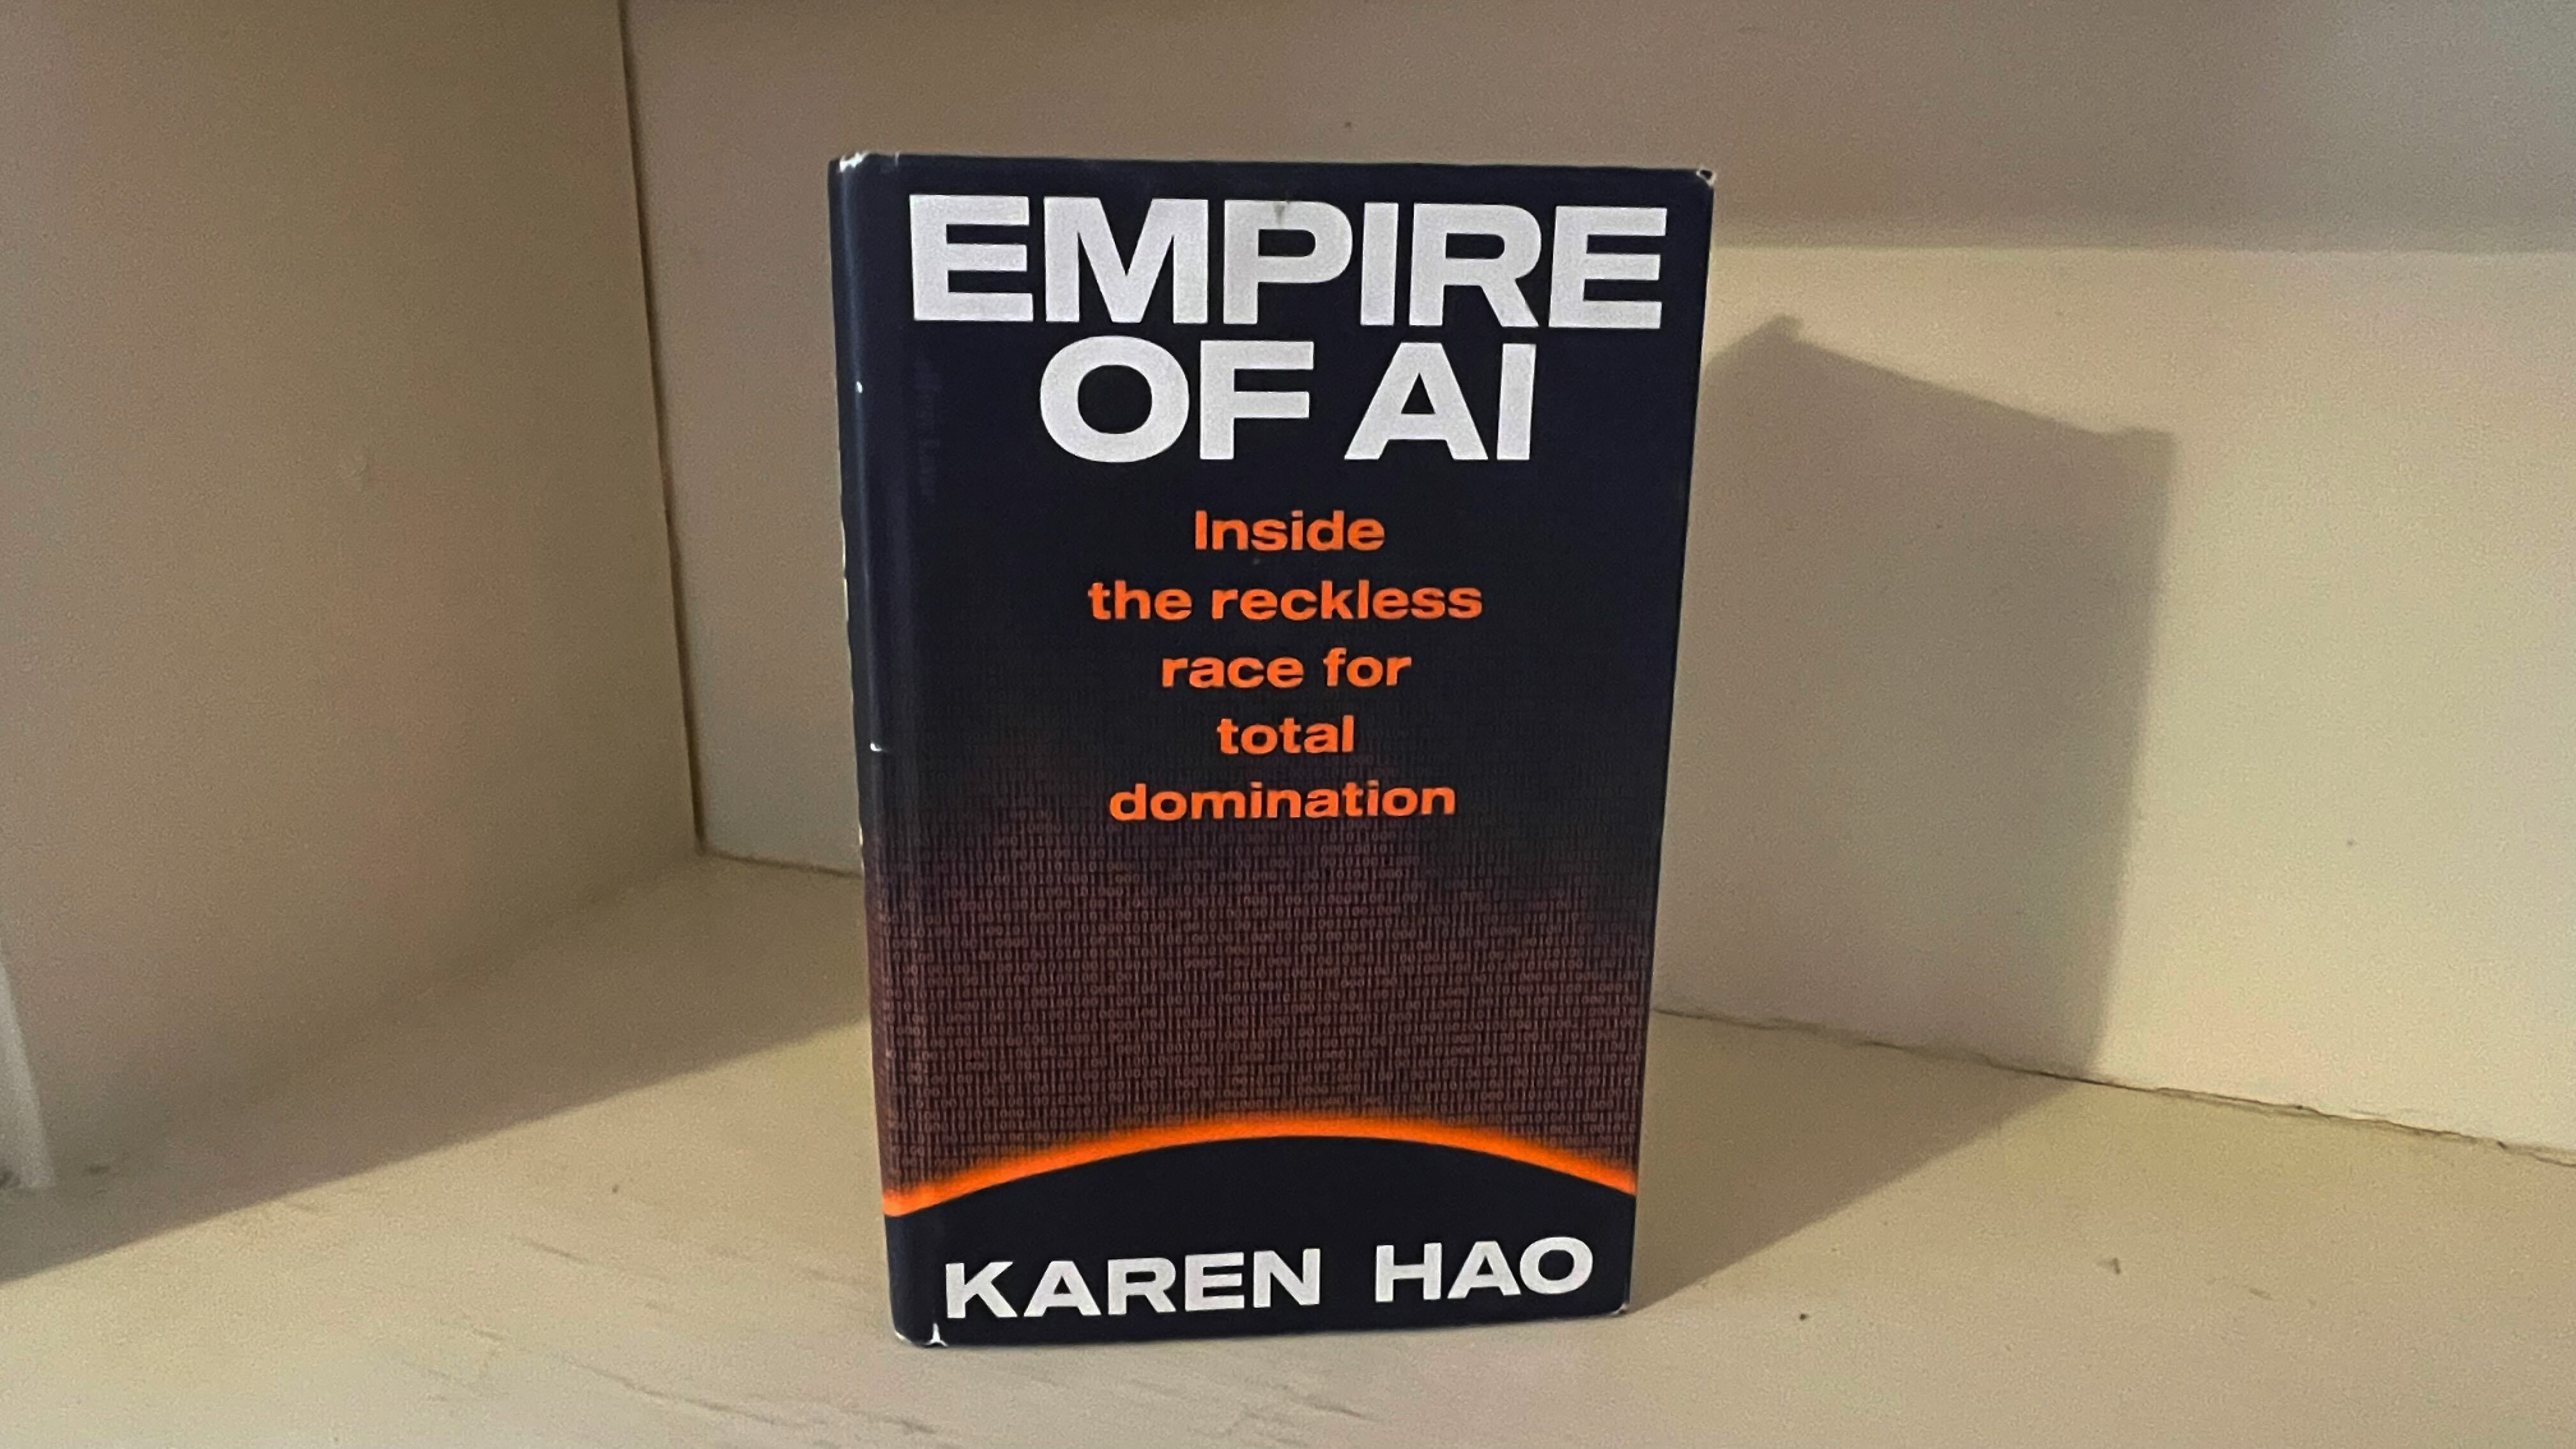 EMPIRE
OF AI
Inside
the reckless
race for
total
domination
KAREN HAO